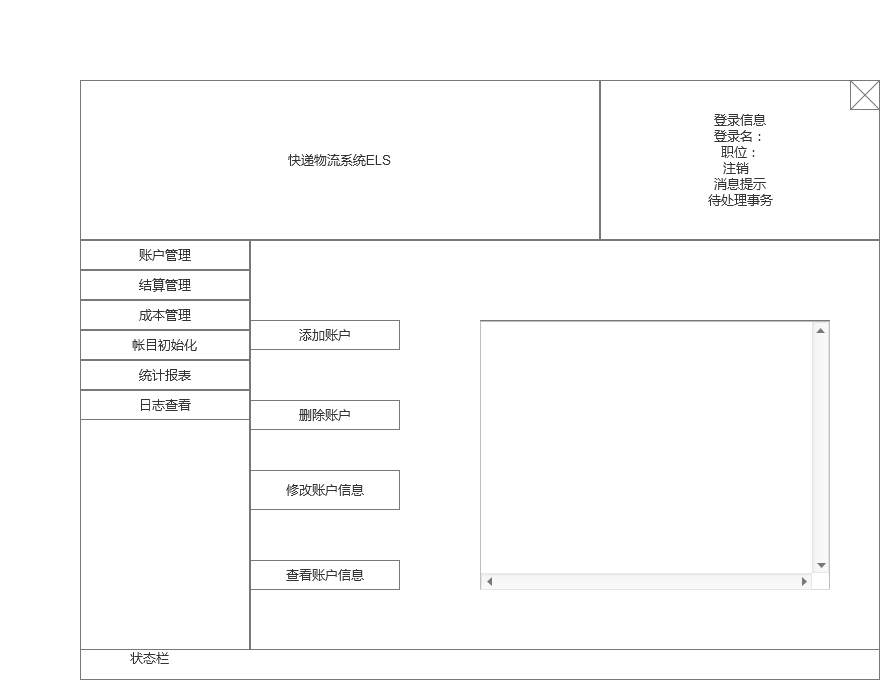 快递物流系统ELS
登录信息
登录名：
职位：
注销
消息提示
待处理事务
账户管理
结算管理
成本管理
帐目初始化
统计报表
日志查看
添加账户
删除账户
修改账户信息
查看账户信息
状态栏